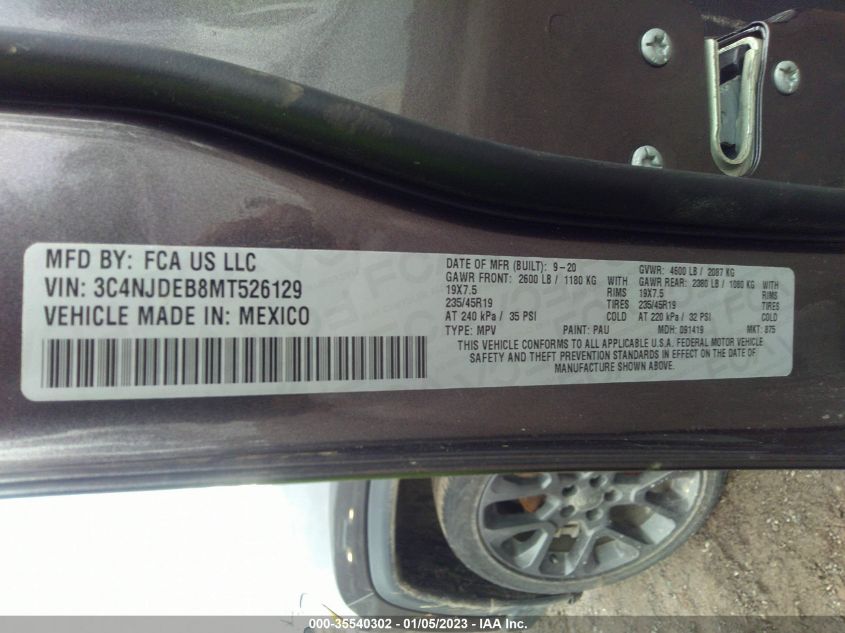 MFD BY: FCA US LLC
VIN: 3C4NJDEB8MT526129
VEHICLE MADE IN: MEXICO
DATE OF MFR (BUILT): 9-20 GVWR: 4600 LB / 2087 KG
GAWR FRONT: 2600 LB / 1180 KG WITH GAWR REAR: 2380 LB / 1080 KG WITH
19X7.5 RIMS 19X7.5 RIMS
235/45R19 TIRES 235/45R19 TIRES
AT 240 kPa / 35 PSI COLD AT 220 kPa / 32 PSI COLD
TYPE: MPV PAINT: PAU MDH: 091419 MKT: 875
THIS VEHICLE CONFORMS TO ALL APPLICABLE U.S.A. FEDERAL MOTOR VEHICLE
SAFETY AND THEFT PREVENTION STANDARDS IN EFFECT ON THE DATE OF
MANUFACTURE SHOWN ABOVE.
000-35540302 - 01/05/2023 - IAA Inc.